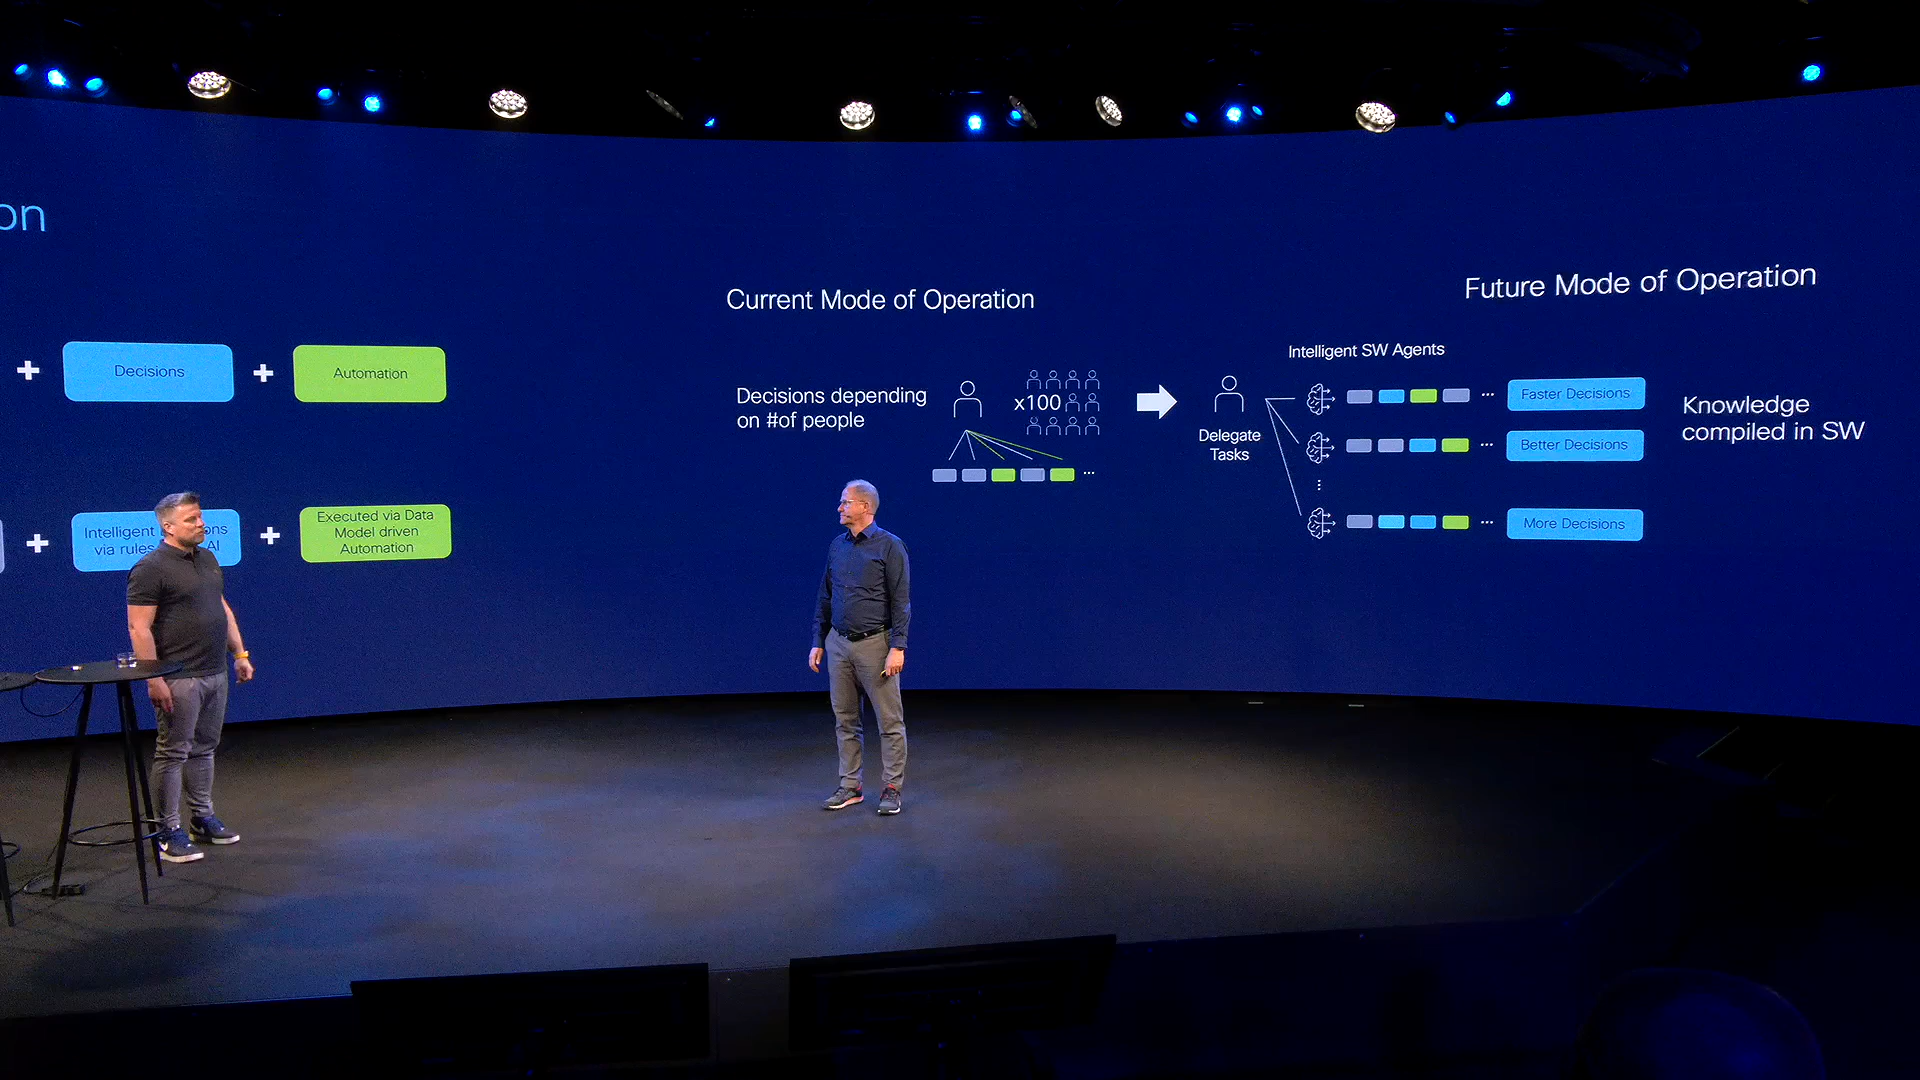 on
Decisions
Automation
Intelligent
via rules
AI
Executed via Data
Model driven
Automation
Current Mode of Operation
Decisions depending
on #of people
x100
...
Future Mode of Operation
Intelligent SW Agents
Delegate
Tasks
... Faster Decisions
... Better Decisions
... More Decisions
Knowledge
compiled in SW